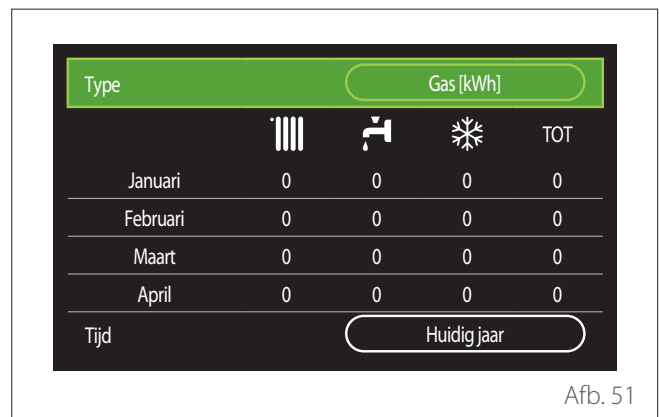 Type Gas [kWh]
TOT
Januari 0 0 0 0
Februari 0 0 0 0
Maart 0 0 0 0
April 0 0 0 0
Tijd Huidig jaar
Afb. 51